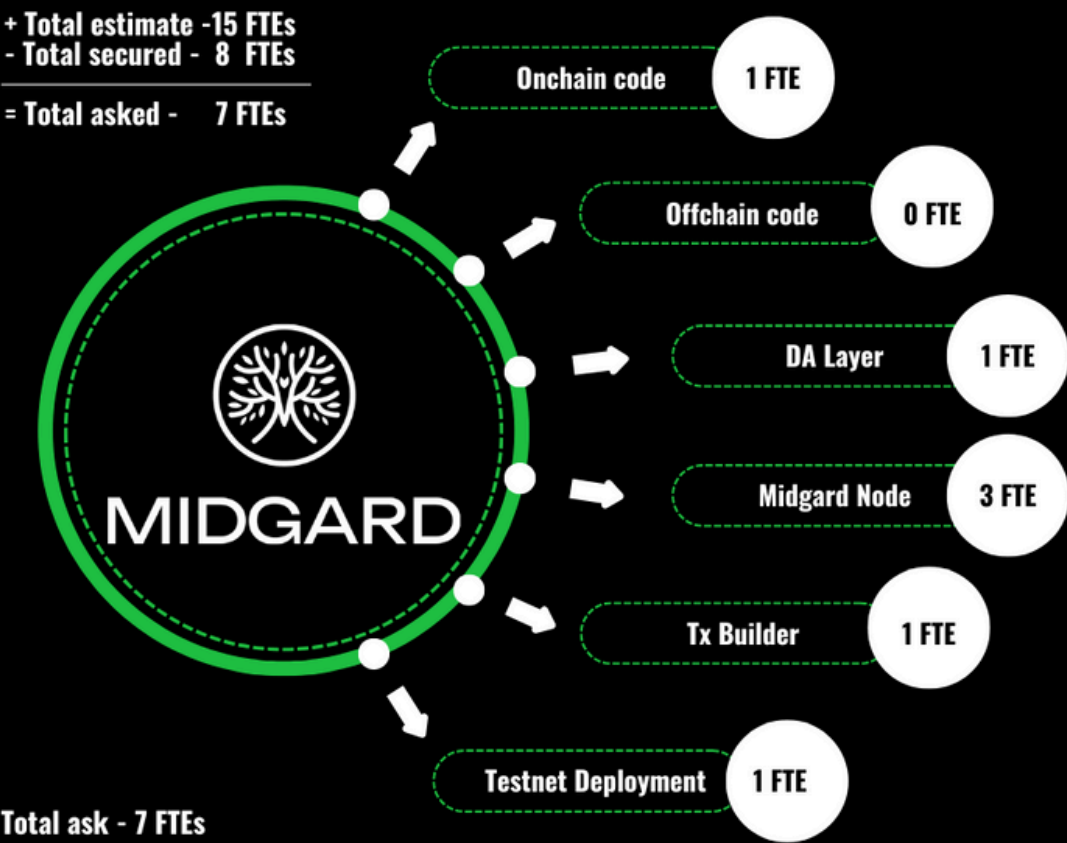 + Total estimate -15 FTEs
- Total secured - 8 FTEs
= Total asked - 7 FTEs
Onchain code 1 FTE
Offchain code 0 FTE
DA Layer 1 FTE
MIDGARD
Midgard Node 3 FTE
Tx Builder 1 FTE
Testnet Deployment 1 FTE
Total ask - 7 FTEs